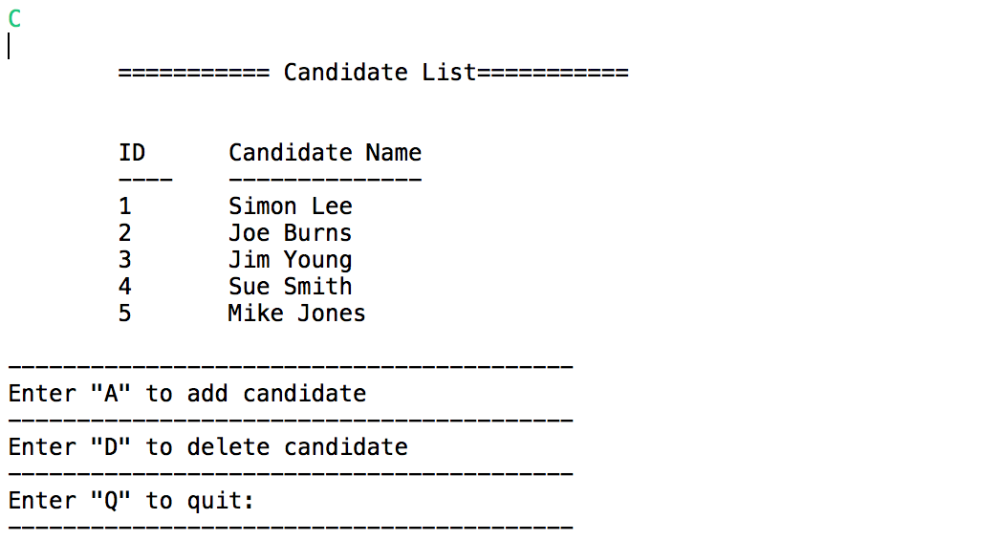 C
=========== Candidate List===========
ID Candidate Name
---- --------------
1 Simon Lee
2 Joe Burns
3 Jim Young
4 Sue Smith
5 Mike Jones
-----------------------------------------
Enter "A" to add candidate
-----------------------------------------
Enter "D" to delete candidate
-----------------------------------------
Enter "Q" to quit:
-----------------------------------------